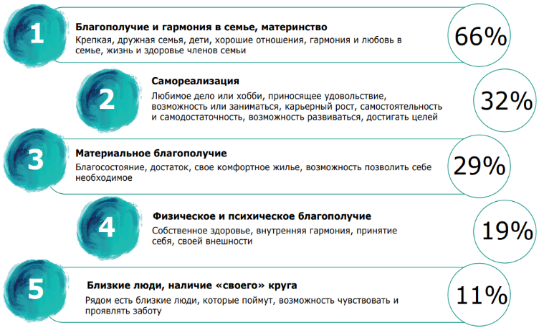 1
Благополучие и гармония в семье, материнство
Крепкая, дружная семья, дети, хорошие отношения, гармония и любовь в
семье, жизнь и здоровье членов семьи
66%
2
Самореализация
Любимое дело или хобби, приносящее удовольствие,
возможность или заниматься, карьерный рост, самостоятельность
и самодостаточность, возможность развиваться, достигать целей
32%
3
Материальное благополучие
Благосостояние, достаток, свое комфортное жилье, возможность позволить себе
необходимое
29%
4
Физическое и психическое благополучие
Собственное здоровье, внутренняя гармония, принятие
себя, своей внешности
19%
5
Близкие люди, наличие «своего» круга
Рядом есть близкие люди, которые поймут, возможность чувствовать и
проявлять заботу
11%